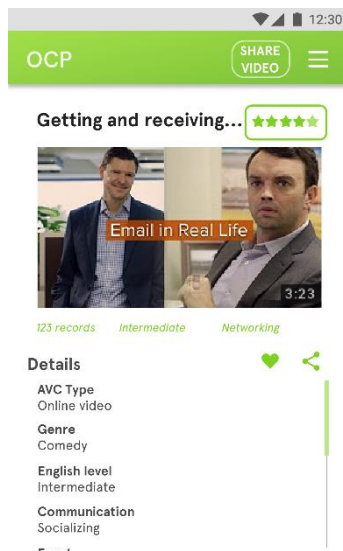 12:30
OCP
SHARE
VIDEO
Getting and receiving...
Email in Real Life
3:23
123 records Intermediate Networking
Details
AVC Type
Online video
Genre
Comedy
English level
Intermediate
Communication
Socializing